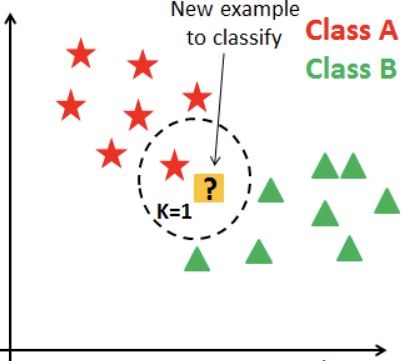 New example
to classify
Class A
Class B
?
K=1